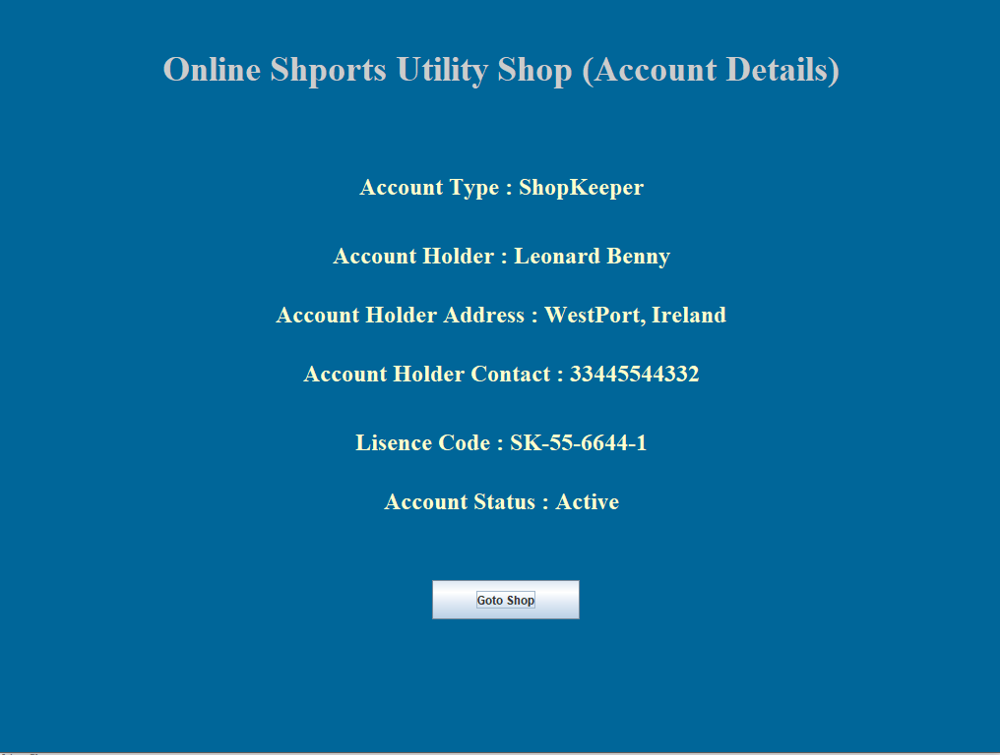 Online Shports Utility Shop (Account Details)
Account Type : ShopKeeper
Account Holder : Leonard Benny
Account Holder Address : WestPort, Ireland
Account Holder Contact : 33445544332
Lisence Code : SK-55-6644-1
Account Status : Active
Goto Shop